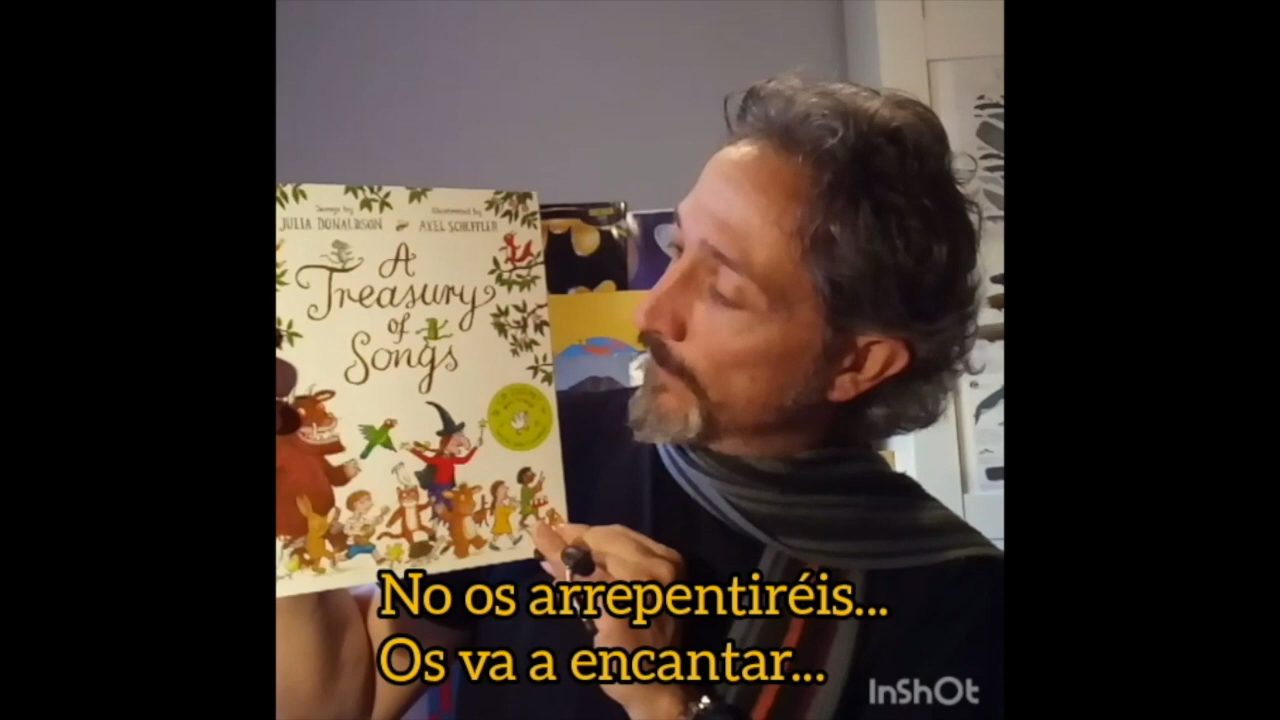 Songs by
Illustrated by
JULIA DONALDSON
AXEL SCHEFFLER
A
Treasury
of
Songs
No os arrepentiréis...
Os va a encantar...
InShOt